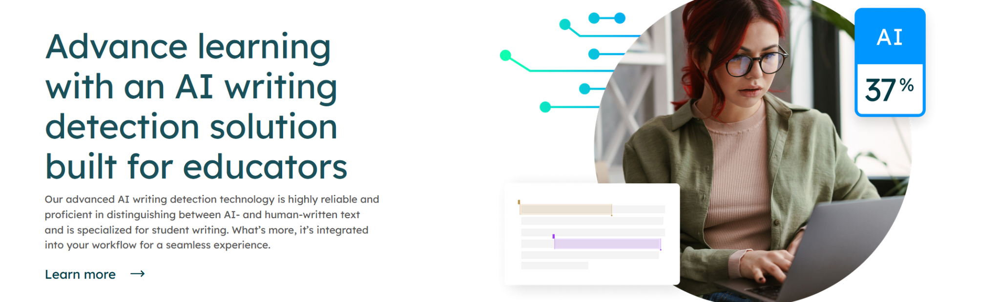 Advance learning
with an AI writing
detection solution
built for educators
Our advanced AI writing detection technology is highly reliable and
proficient in distinguishing between AI- and human-written text
and is specialized for student writing. What’s more, it’s integrated
into your workflow for a seamless experience.
Learn more →
AI
37%